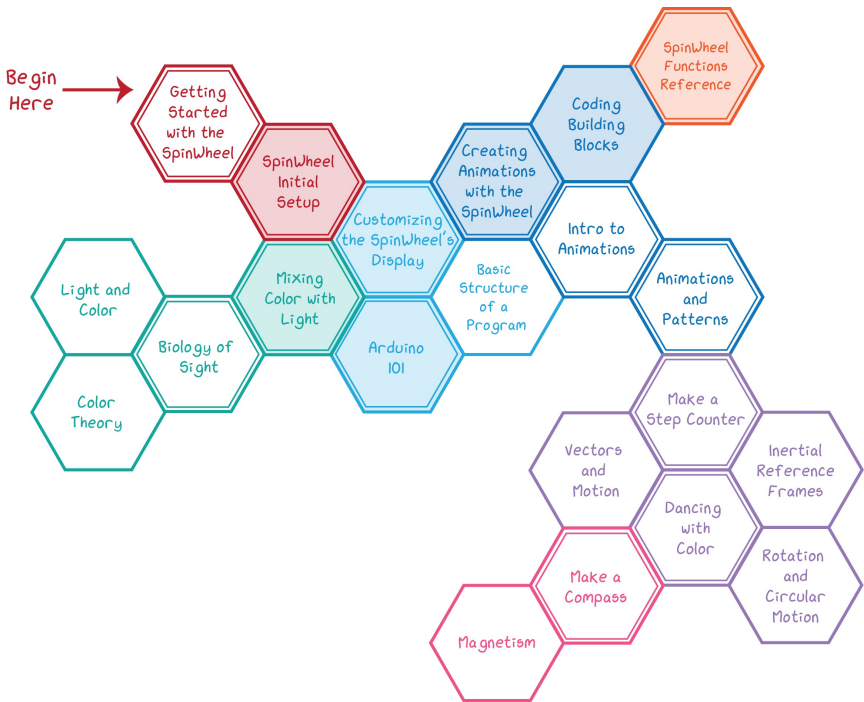 Begin
Here
Getting
Started
with the
SpinWheel
SpinWheel
Initial
Setup
Customizing
the SpinWheel's
Display
Creating
Animations
with the
SpinWheel
Coding
Building
Blocks
SpinWheel
Functions
Reference
Intro to
Animations
Animations
and
Patterns
Basic
Structure
of a
Program
Arduino
101
Mixing
Color with
Light
Biology of
Sight
Light and
Color
Color
Theory
Make a
Step Counter
Vectors
and
Motion
Inertial
Reference
Frames
Dancing
with
Color
Rotation
and
Circular
Motion
Make a
Compass
Magnetism